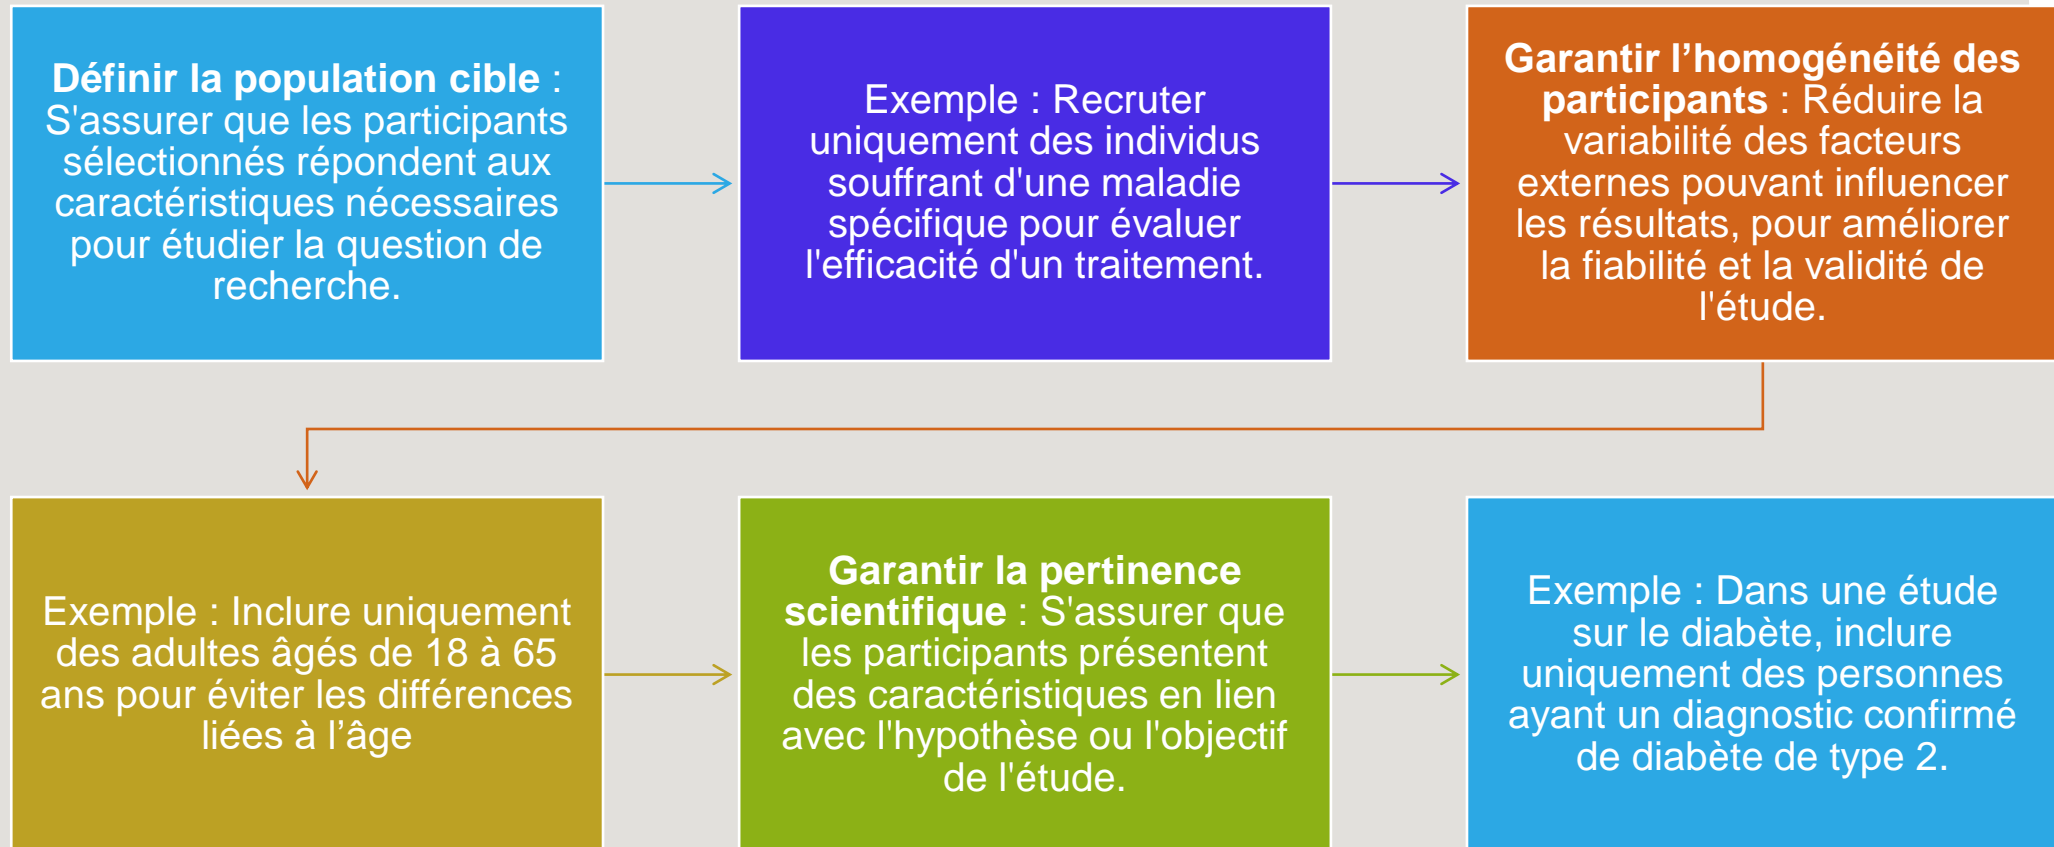 Définir la population cible :
S'assurer que les participants
sélectionnés répondent aux
caractéristiques nécessaires
pour étudier la question de
recherche.
Exemple : Recruter
uniquement des individus
souffrant d'une maladie
spécifique pour évaluer
l'efficacité d'un traitement.
Garantir l’homogénéité des
participants : Réduire la
variabilité des facteurs
externes pouvant influencer
les résultats, pour améliorer
la fiabilité et la validité de
l'étude.
Exemple : Inclure uniquement
des adultes âgés de 18 à 65
ans pour éviter les différences
liées à l’âge
Garantir la pertinence
scientifique : S'assurer que
les participants présentent
des caractéristiques en lien
avec l'hypothèse ou l'objectif
de l'étude.
Exemple : Dans une étude
sur le diabète, inclure
uniquement des personnes
ayant un diagnostic confirmé
de diabète de type 2.